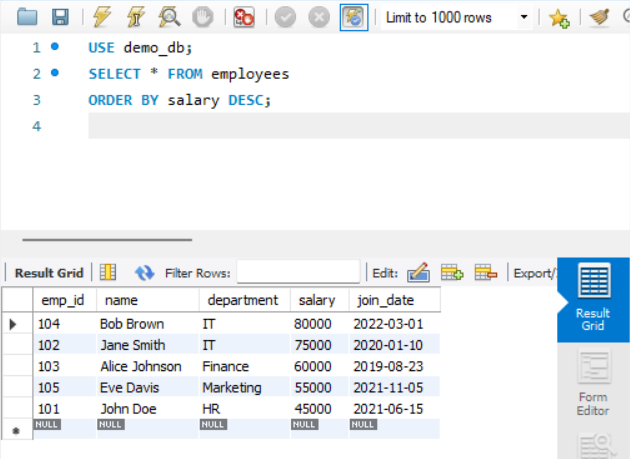 Limit to 1000 rows
1 USE demo_db;
2 SELECT * FROM employees
3 ORDER BY salary DESC;
4
Result Grid Filter Rows: Edit: Export/
emp_id name department salary join_date
104 Bob Brown IT 80000 2022-03-01
102 Jane Smith IT 75000 2020-01-10
103 Alice Johnson Finance 60000 2019-08-23
105 Eve Davis Marketing 55000 2021-11-05
101 John Doe HR 45000 2021-06-15
NULL NULL NULL NULL NULL
Result
Grid
Form
Editor